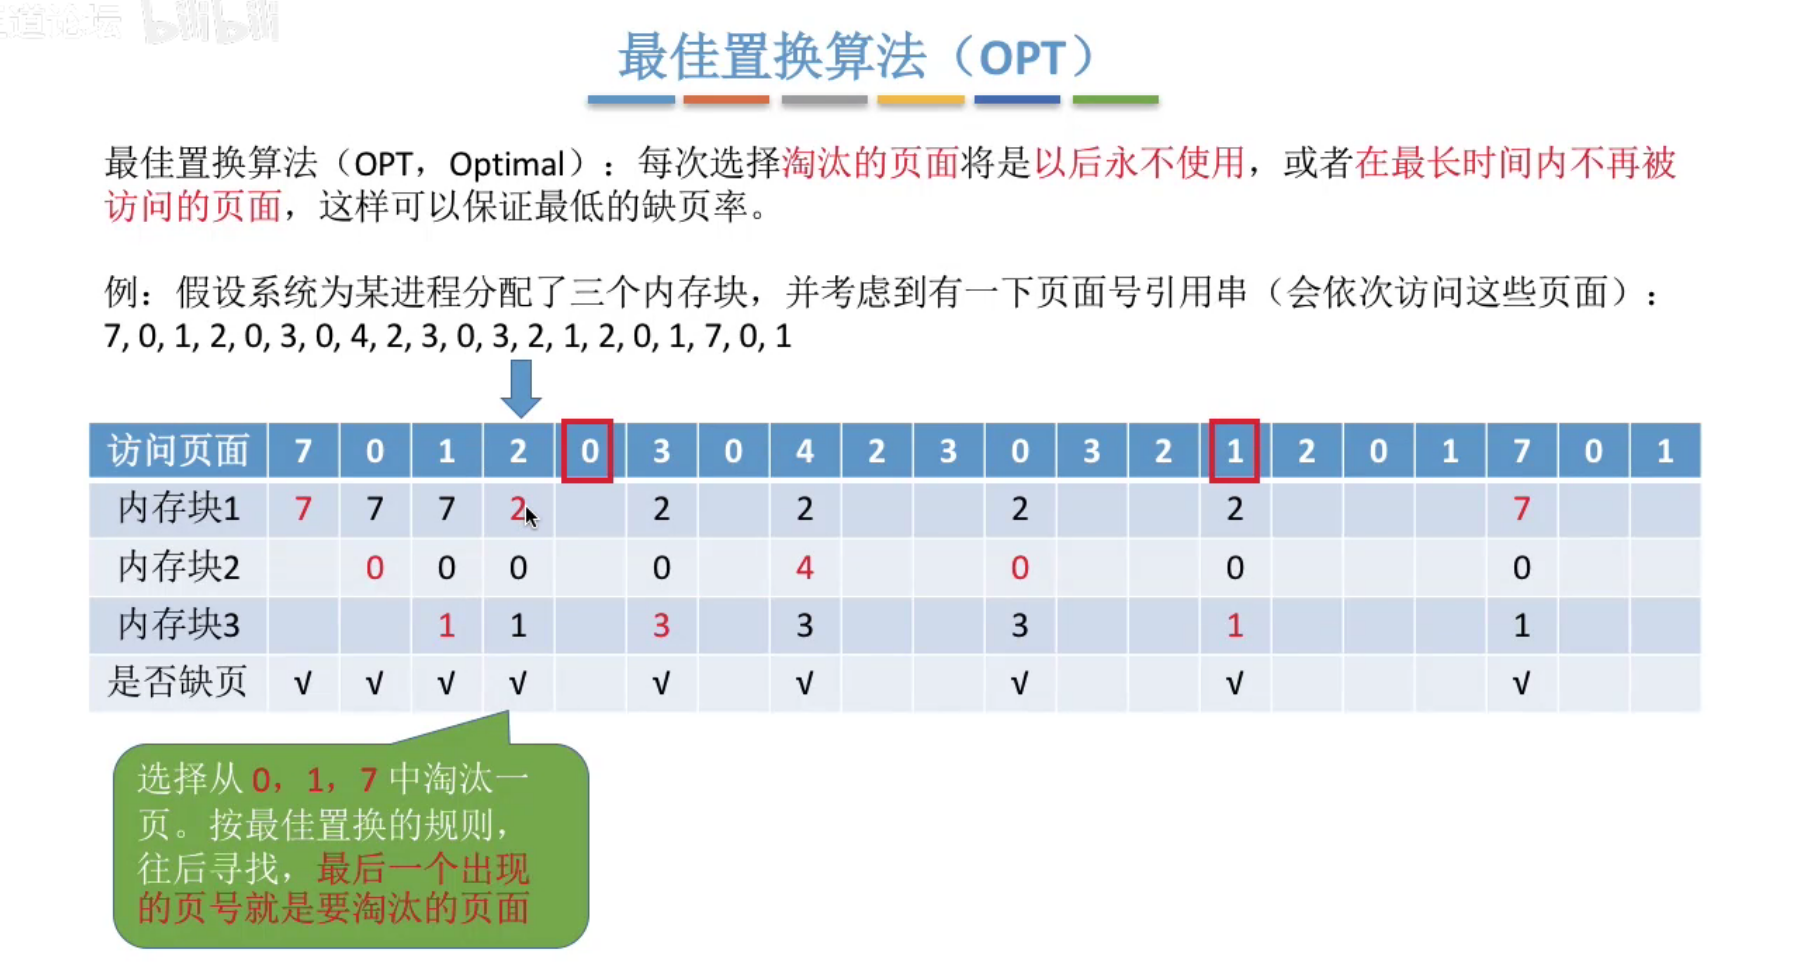 王道论坛 bilibili
最佳置换算法（OPT）
最佳置换算法（OPT，Optimal）：每次选择淘汰的页面将是以后永不使用，或者在最长时间内不再被
访问的页面，这样可以保证最低的缺页率。
例：假设系统为某进程分配了三个内存块，并考虑到有一下页面号引用串（会依次访问这些页面）：
7, 0, 1, 2, 0, 3, 0, 4, 2, 3, 0, 3, 2, 1, 2, 0, 1, 7, 0, 1
访问页面 7 0 1 2 0 3 0 4 2 3 0 3 2 1 2 0 1 7 0 1
内存块1 7 7 7 2 2 2 2 2 7
内存块2 0 0 0 0 4 0 0 0
内存块3 1 1 3 3 3 1 1
是否缺页 √ √ √ √ √ √ √ √ √
选择从 0，1，7 中淘汰一
页。按最佳置换的规则，
往后寻找，最后一个出现
的页号就是要淘汰的页面